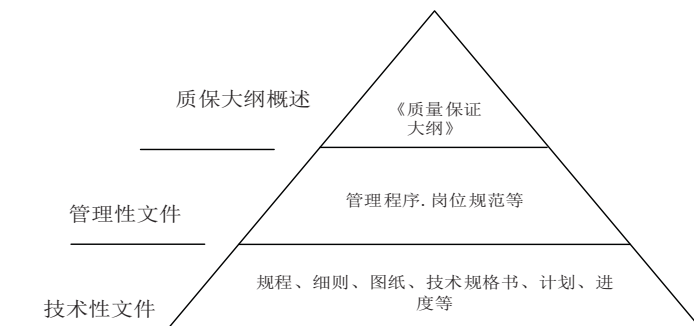 质保大纲概述
《质量保证
大纲》
管理性文件
管理程序.岗位规范等
技术性文件
规程、细则、图纸、技术规格书、计划、进
度等